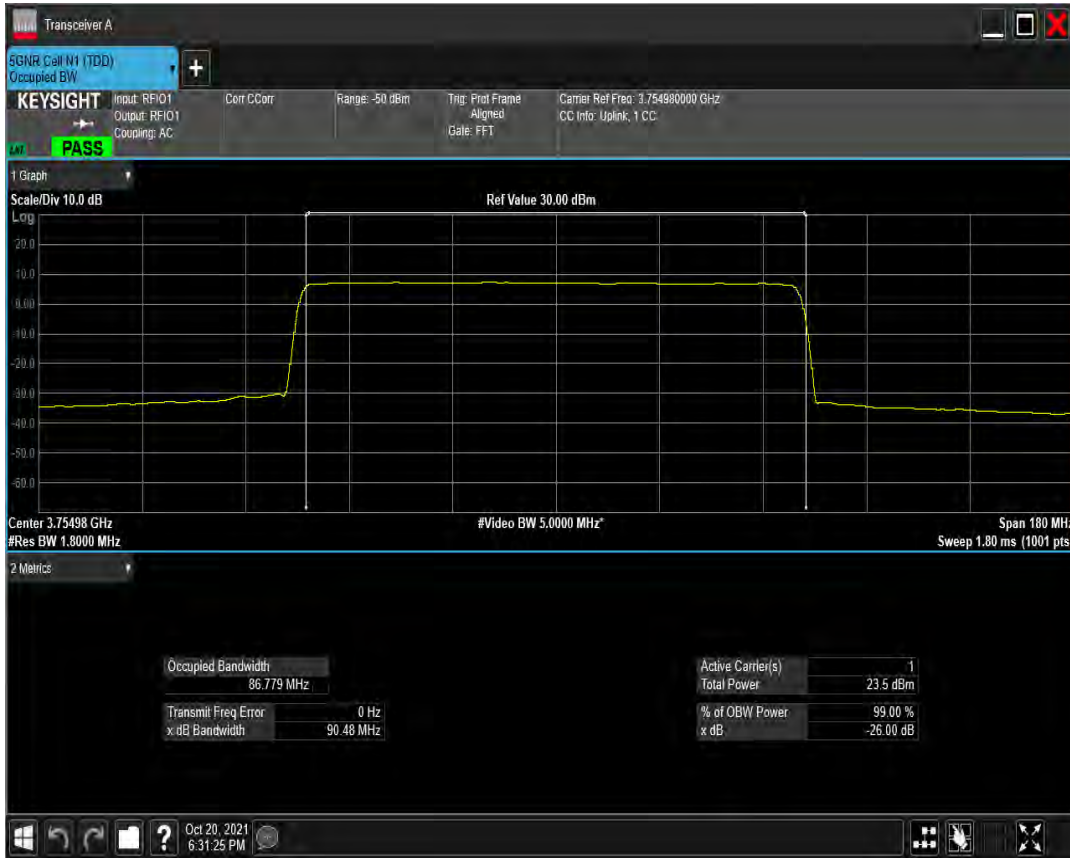 Transceiver A
5GNR Cell N1 (TDD)
Occupied BW
+
KEYSIGHT
PASS
Input: RFIO1
Output: RFIO1
Coupling: AC
Corr CCorr
Range: -50 dBm
Trig: Prot Frame
Aligned
Gate: FFT
Carrier Ref Freq: 3.754980000 GHz
CC Info: Uplink, 1 CC
1 Graph
Scale/Div 10.0 dB
Ref Value 30.00 dBm
Log
20.0
10.0
0.00
-10.0
-20.0
-30.0
-40.0
-50.0
-60.0
Center 3.75498 GHz
#Video BW 5.0000 MHz*
Span 180 MHz
#Res BW 1.8000 MHz
Sweep 1.80 ms (1001 pts
2 Metrics
Occupied Bandwidth
86.779 MHz
Transmit Freq Error 0 Hz
x dB Bandwidth 90.48 MHz
Active Carrier(s) 1
Total Power 23.5 dBm
% of OBW Power 99.00 %
x dB -26.00 dB
?
Oct 20, 2021
6:31:25 PM